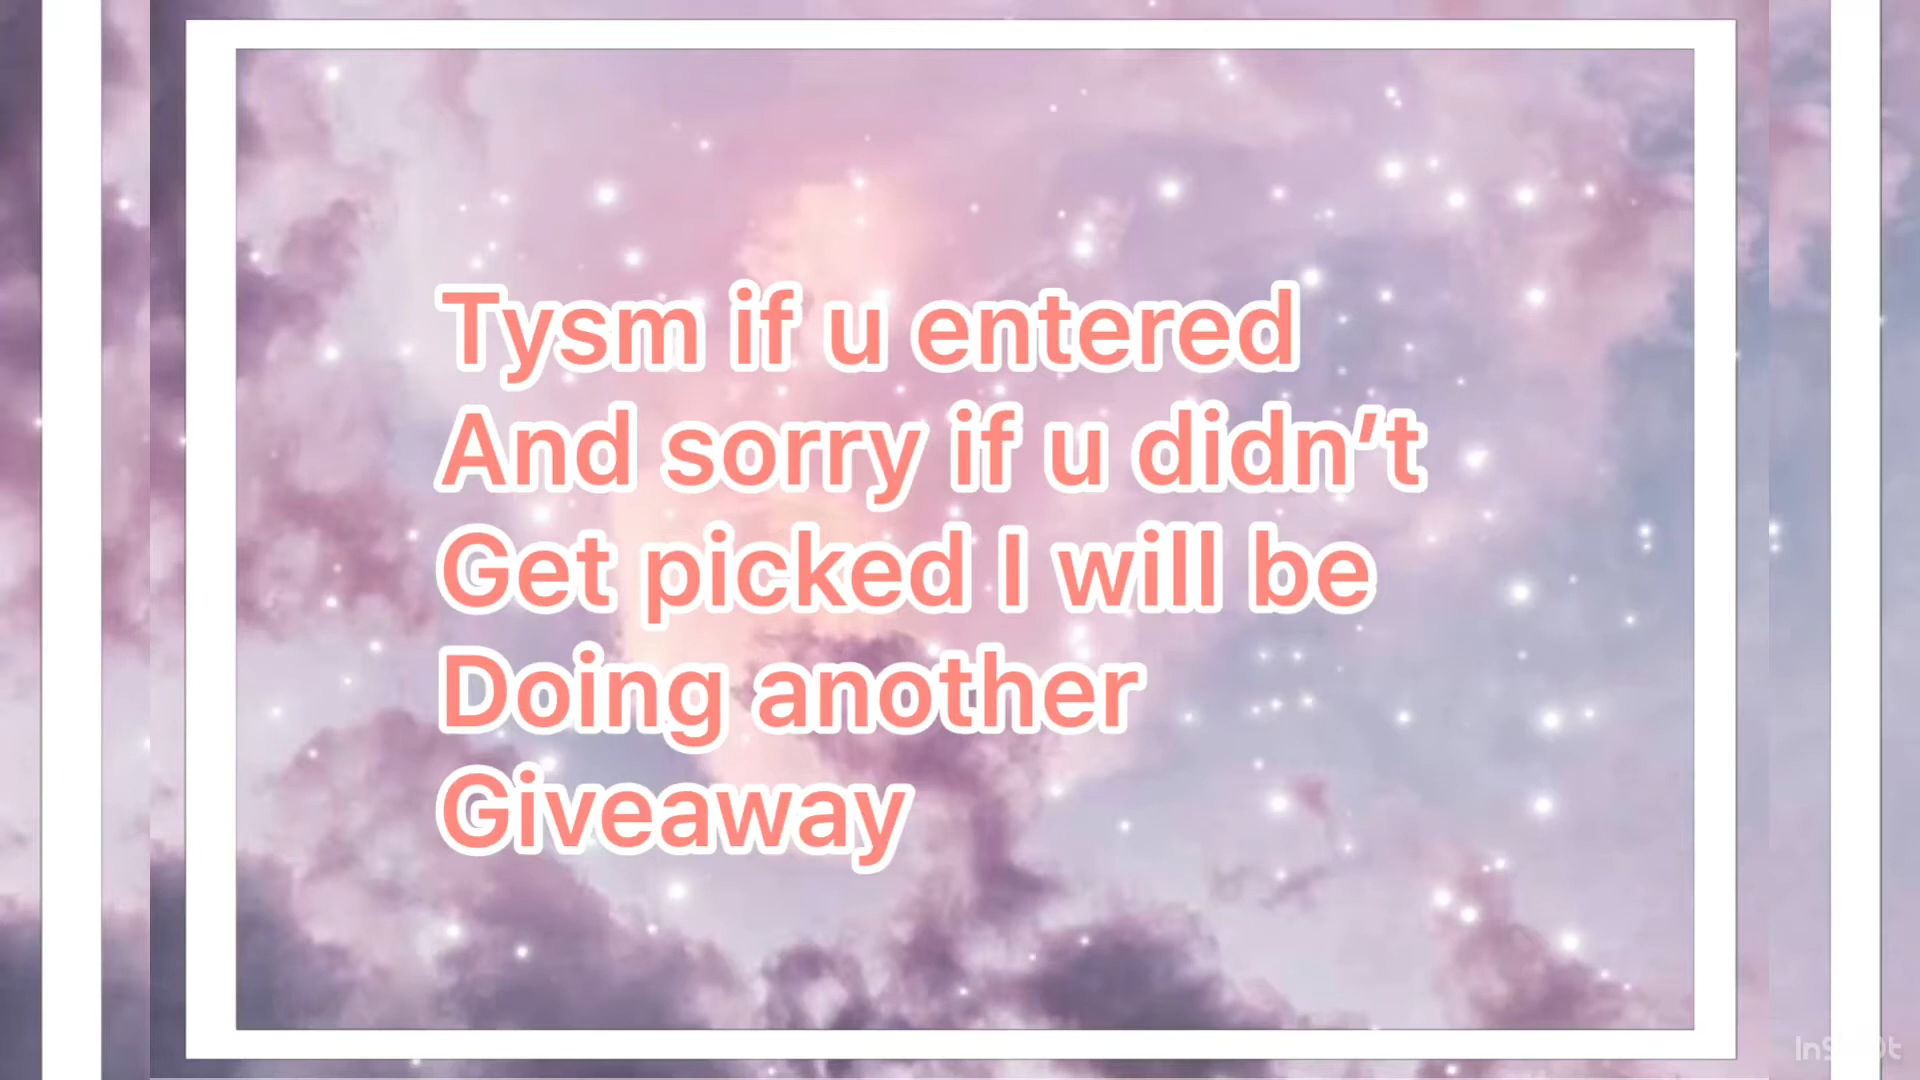 Tysm if u entered
And sorry if u didn’t
Get picked I will be
Doing another
Giveaway